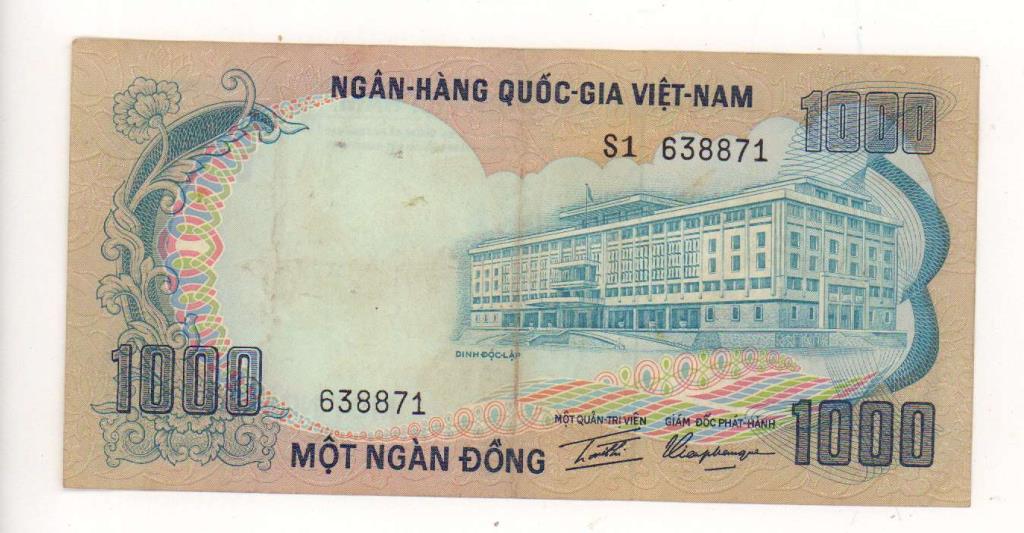 NGÂN-HÀNG QUỐC-GIA VIỆT-NAM
1000
S1 638871
DINH ĐỘC-LẬP
1000
638871
MỘT QUẢN-TRỊ VIÊN
GIÁM ĐỐC PHÁT-HÀNH
1000
MỘT NGÀN ĐỒNG